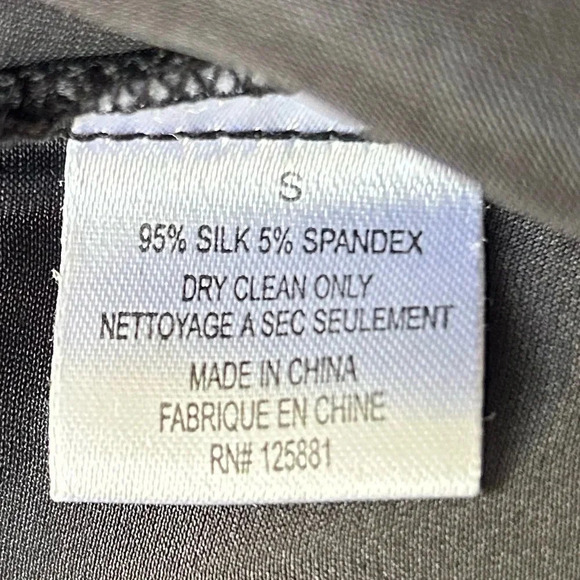 S
95% SILK 5% SPANDEX
DRY CLEAN ONLY
NETTOYAGE A SEC SEULEMENT
MADE IN CHINA
FABRIQUE EN CHINE
RN# 125881